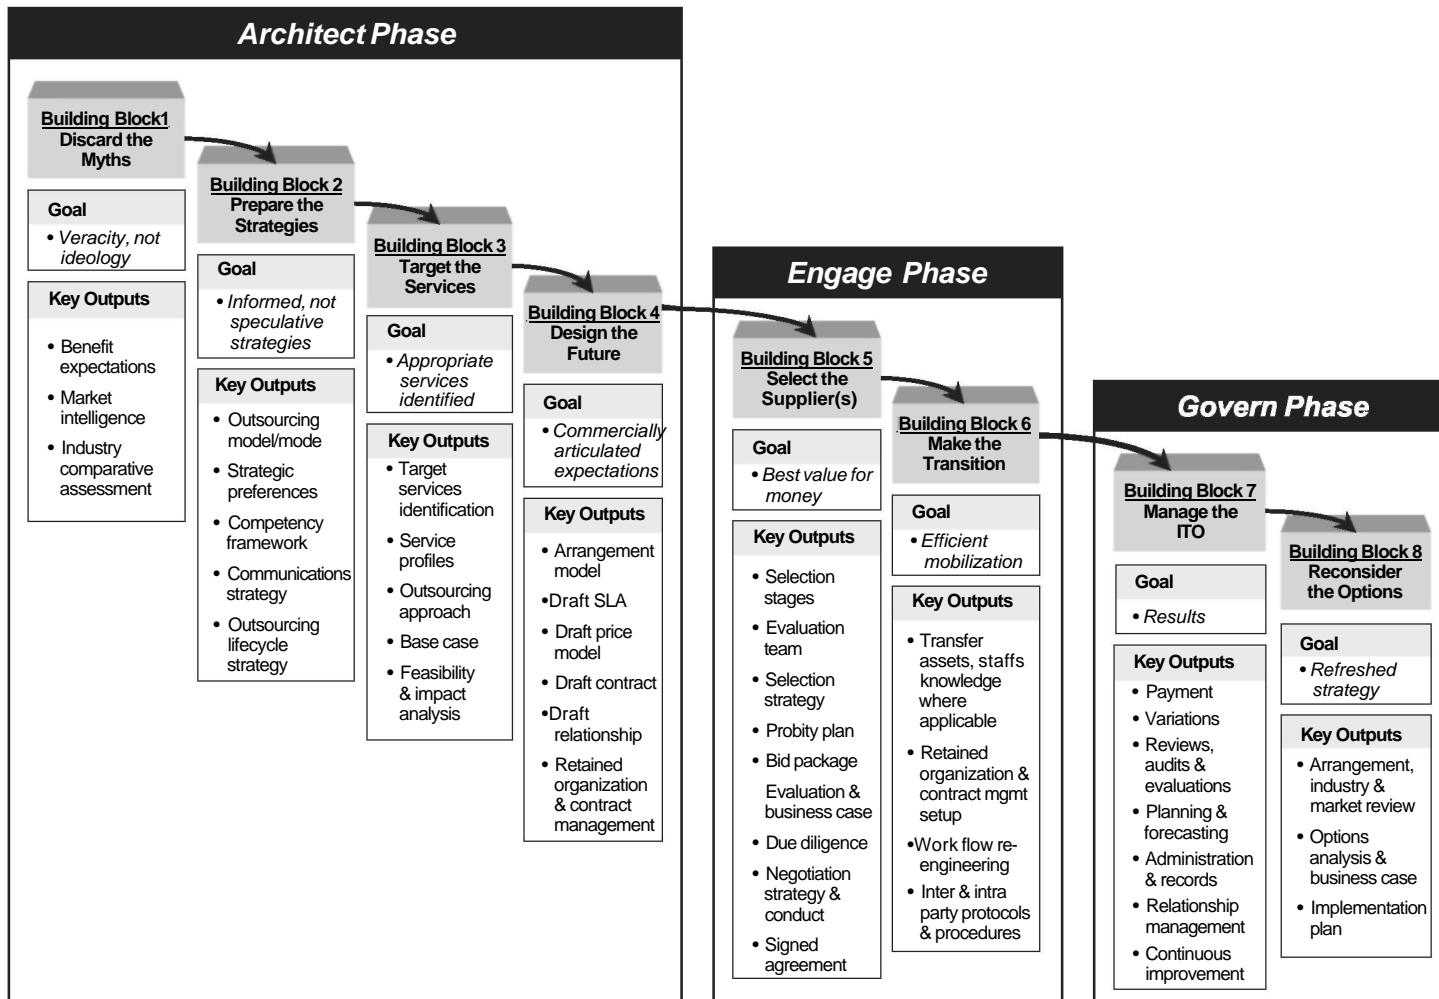 Architect Phase
Building Block1
Discard the
Myths
Goal
• Veracity, not
ideology
Key Outputs
• Benefit
expectations
• Market
intelligence
• Industry
comparative
assessment
Building Block 2
Prepare the
Strategies
Goal
• Informed, not
speculative
strategies
Key Outputs
• Outsourcing
model/mode
• Strategic
preferences
• Competency
framework
• Communications
strategy
• Outsourcing
lifecycle
strategy
Building Block 3
Target the
Services
Goal
• Appropriate
services
identified
Key Outputs
• Target
services
identification
• Service
profiles
• Outsourcing
approach
• Base case
• Feasibility
& impact
analysis
Building Block 4
Design the
Future
Goal
• Commercially
articulated
expectations
Key Outputs
• Arrangement
model
•Draft SLA
• Draft price
model
• Draft contract
•Draft
relationship
• Retained
organization
& contract
management
Engage Phase
Building Block 5
Select the
Supplier(s)
Goal
• Best value for
money
Key Outputs
• Selection
stages
• Evaluation
team
• Selection
strategy
• Probity plan
• Bid package
Evaluation &
business case
• Due diligence
• Negotiation
strategy &
conduct
• Signed
agreement
Building Block 6
Make the
Transition
Goal
• Efficient
mobilization
Key Outputs
• Transfer
assets, staffs
knowledge
where
applicable
• Retained
organization &
contract mgmt
setup
•Work flow re-
engineering
• Inter & intra
party protocols
& procedures
Govern Phase
Building Block 7
Manage the
ITO
Goal
• Results
Key Outputs
• Payment
• Variations
• Reviews,
audits &
evaluations
• Planning &
forecasting
• Administration
& records
• Relationship
management
• Continuous
improvement
Building Block 8
Reconsider
the Options
Goal
• Refreshed
strategy
Key Outputs
• Arrangement,
industry &
market review
• Options
analysis &
business case
• Implementation
plan